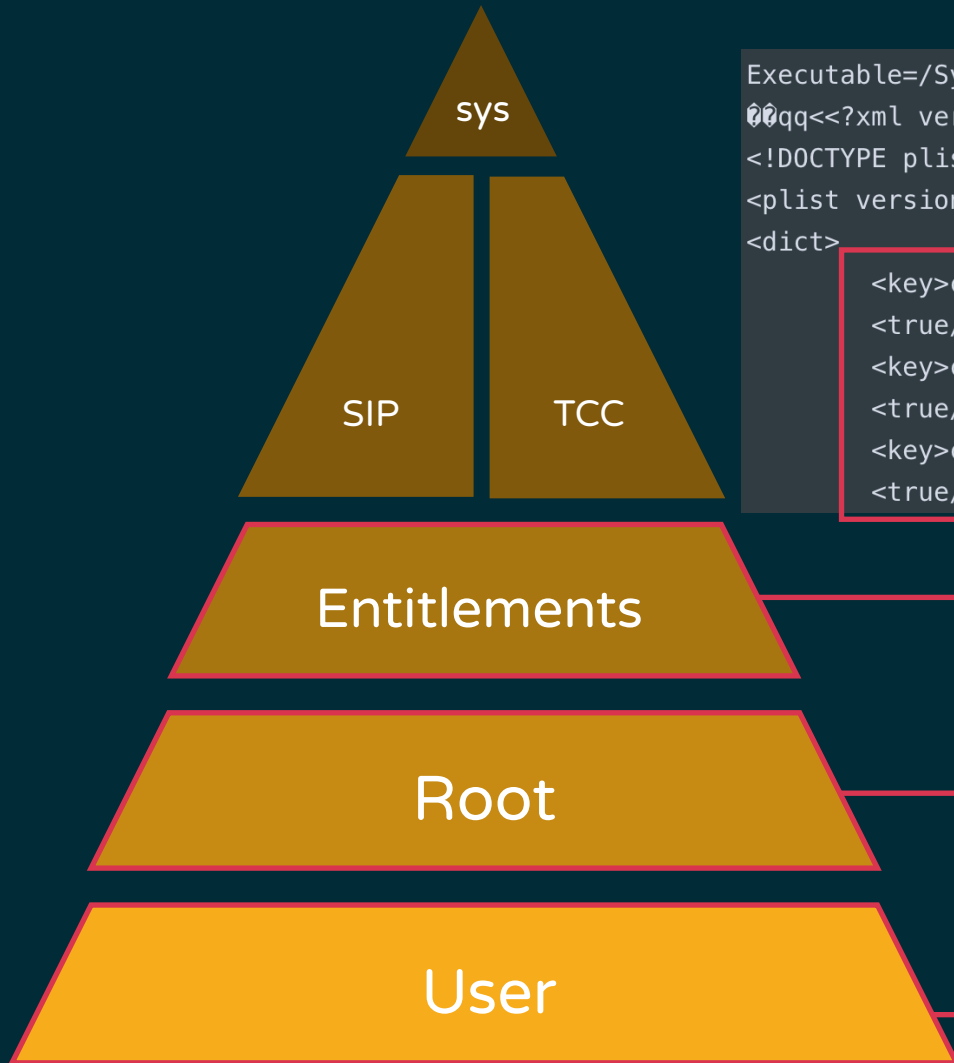 sys
Executable=/Sy
��qq<<?xml ver
<!DOCTYPE plis
<plist version
<dict>
<key>
<true/
<key>
<true/
<key>
<true/
SIP
TCC
Entitlements
Root
User